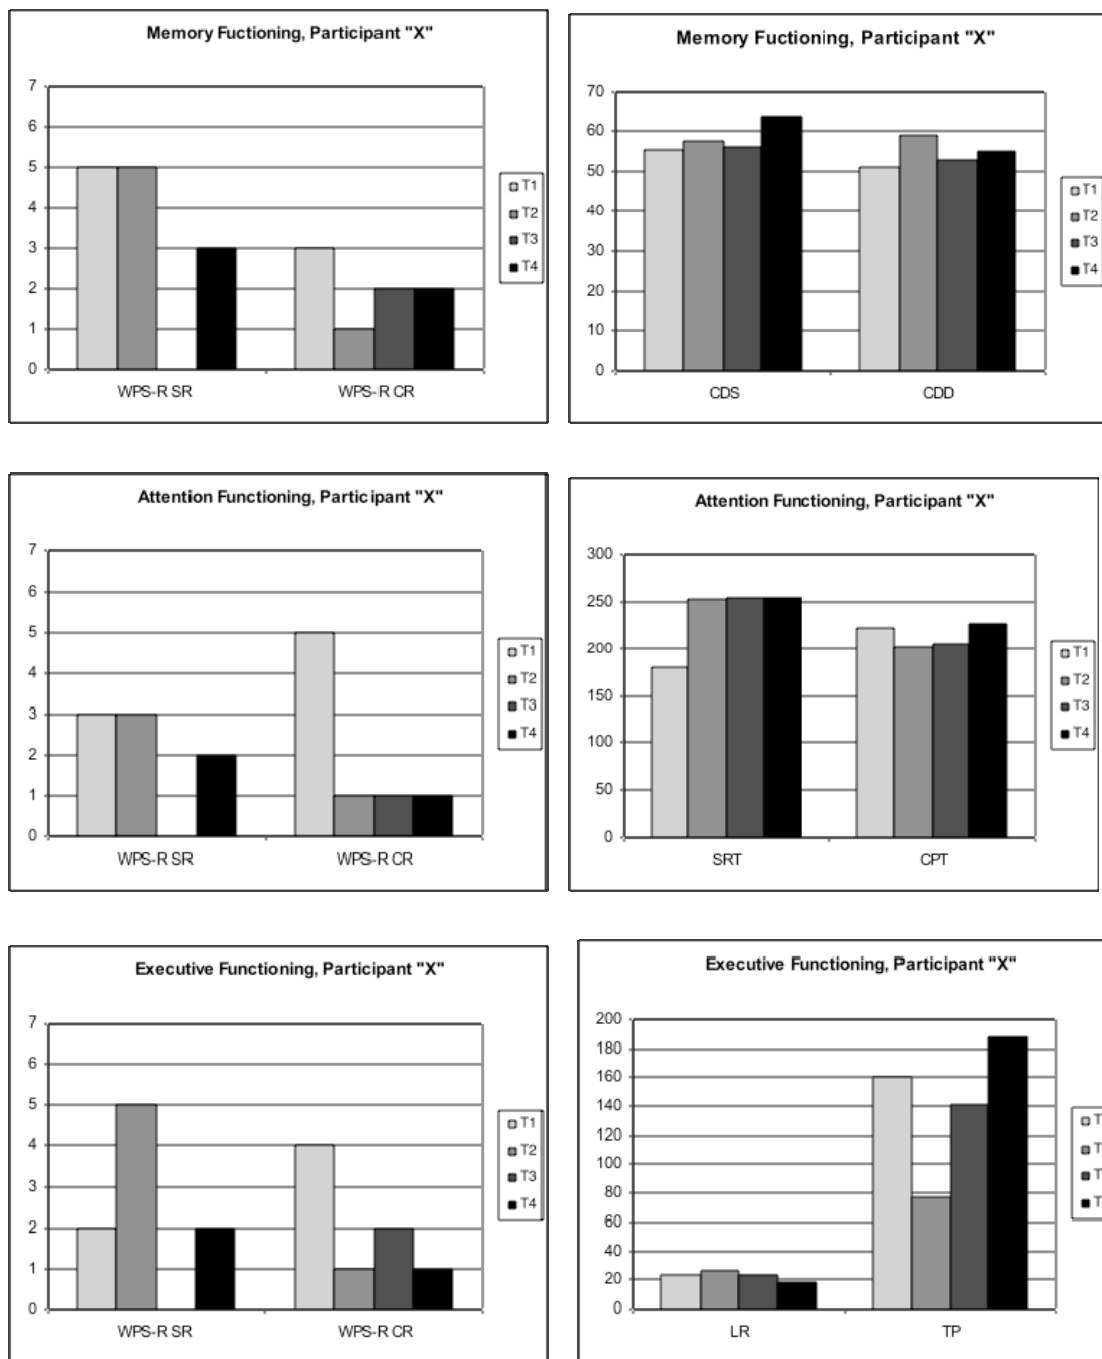 Memory Fuctioning, Participant "X"
7
6
5
4
3
2
1
0
WPS-R SR
WPS-R CR
T1
T2
T3
T4
Memory Fuctioning, Participant "X"
70
60
50
40
30
20
10
0
CDS
CDD
T1
T2
T3
T4
Attention Functioning, Participant "X"
7
6
5
4
3
2
1
0
WPS-R SR
WPS-R CR
T1
T2
T3
T4
Attention Functioning, Participant "X"
300
250
200
150
100
50
0
SRT
CPT
T1
T2
T3
T4
Executive Functioning, Participant "X"
7
6
5
4
3
2
1
0
WPS-R SR
WPS-R CR
T1
T2
T3
T4
Executive Functioning, Participant "X"
200
180
160
140
120
100
80
60
40
20
0
LR
TP
T
T
T
T